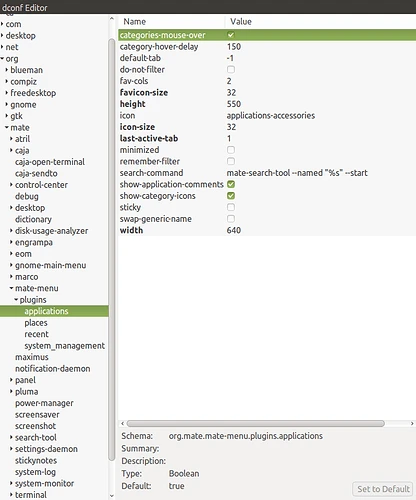 dconf Editor
com
desktop
net
org
blueman
compiz
freedesktop
gnome
gtk
mate
atril
caja
caja-open-terminal
caja-sendto
control-center
debug
desktop
dictionary
disk-usage-analyzer
engrampa
eom
gnome-main-menu
marco
mate-menu
plugins
applications
places
recent
system_management
maximus
notification-daemon
panel
pluma
power-manager
screensaver
screenshot
search-tool
settings-daemon
stickynotes
system-log
system-monitor
terminal
Name Value
categories-mouse-over
category-hover-delay 150
default-tab -1
do-not-filter
fav-cols 2
favicon-size 32
height 550
icon applications-accessories
icon-size 32
last-active-tab 1
minimized
remember-filter
search-command mate-search-tool --named "%s" --start
show-application-comments
show-category-icons
sticky
swap-generic-name
width 640
Schema: org.mate.mate-menu.plugins.applications
Summary:
Description:
Type: Boolean
Default: true
Set to Default